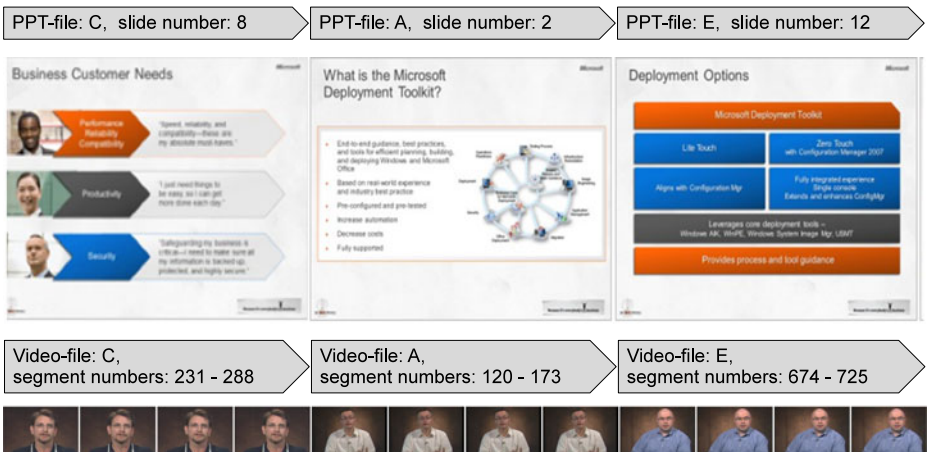 PPT-file: C, slide number: 8
PPT-file: A, slide number: 2
PPT-file: E, slide number: 12
Business Customer Needs
Microsoft
Performance
Reliability
Compatibility
"Speed, reliability, and
compatibility—these are
my absolute must-haves."
Productivity
"I just need things to
be easy, so I can get
more done each day."
Security
"Safeguarding my business is
critical—I need to make sure all
my information is backed up,
protected, and highly secure."
What is the Microsoft
Deployment Toolkit?
Microsoft
End-to-end guidance, best practices,
and tools for efficient planning, building,
and deploying Windows and Microsoft
Office
Based on real-world experience
and industry best practice
Pre-configured and pre-tested
Increase automation
Decrease costs
Fully supported
Deployment
Security
Migration
Deployment Options
Microsoft
Microsoft Deployment Toolkit
Lite Touch
Zero Touch
with Configuration Manager 2007
Aligns with Configuration Mgr
Fully integrated experience
Single console
Extends and enhances ConfigMgr
Leverages core deployment tools –
Windows AIK, WinPE, Windows System Image Mgr, USMT
Provides process and tool guidance
Video-file: C,
segment numbers: 231 - 288
Video-file: A,
segment numbers: 120 - 173
Video-file: E,
segment numbers: 674 - 725